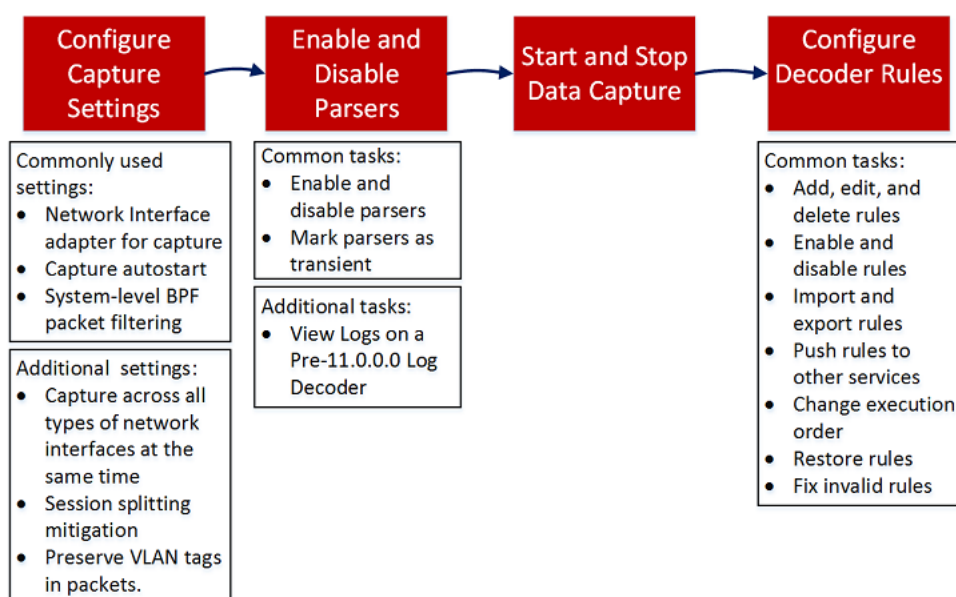 Configure
Capture
Settings
Enable and
Disable
Parsers
Start and Stop
Data Capture
Configure
Decoder Rules
Commonly used
settings:
• Network Interface
adapter for capture
• Capture autostart
• System-level BPF
packet filtering
Additional settings:
• Capture across all
types of network
interfaces at the
same time
• Session splitting
mitigation
• Preserve VLAN tags
in packets.
Common tasks:
• Enable and
disable parsers
• Mark parsers as
transient
Additional tasks:
• View Logs on a
Pre-11.0.0.0 Log
Decoder
Common tasks:
• Add, edit, and
delete rules
• Enable and
disable rules
• Import and
export rules
• Push rules to
other services
• Change execution
order
• Restore rules
• Fix invalid rules